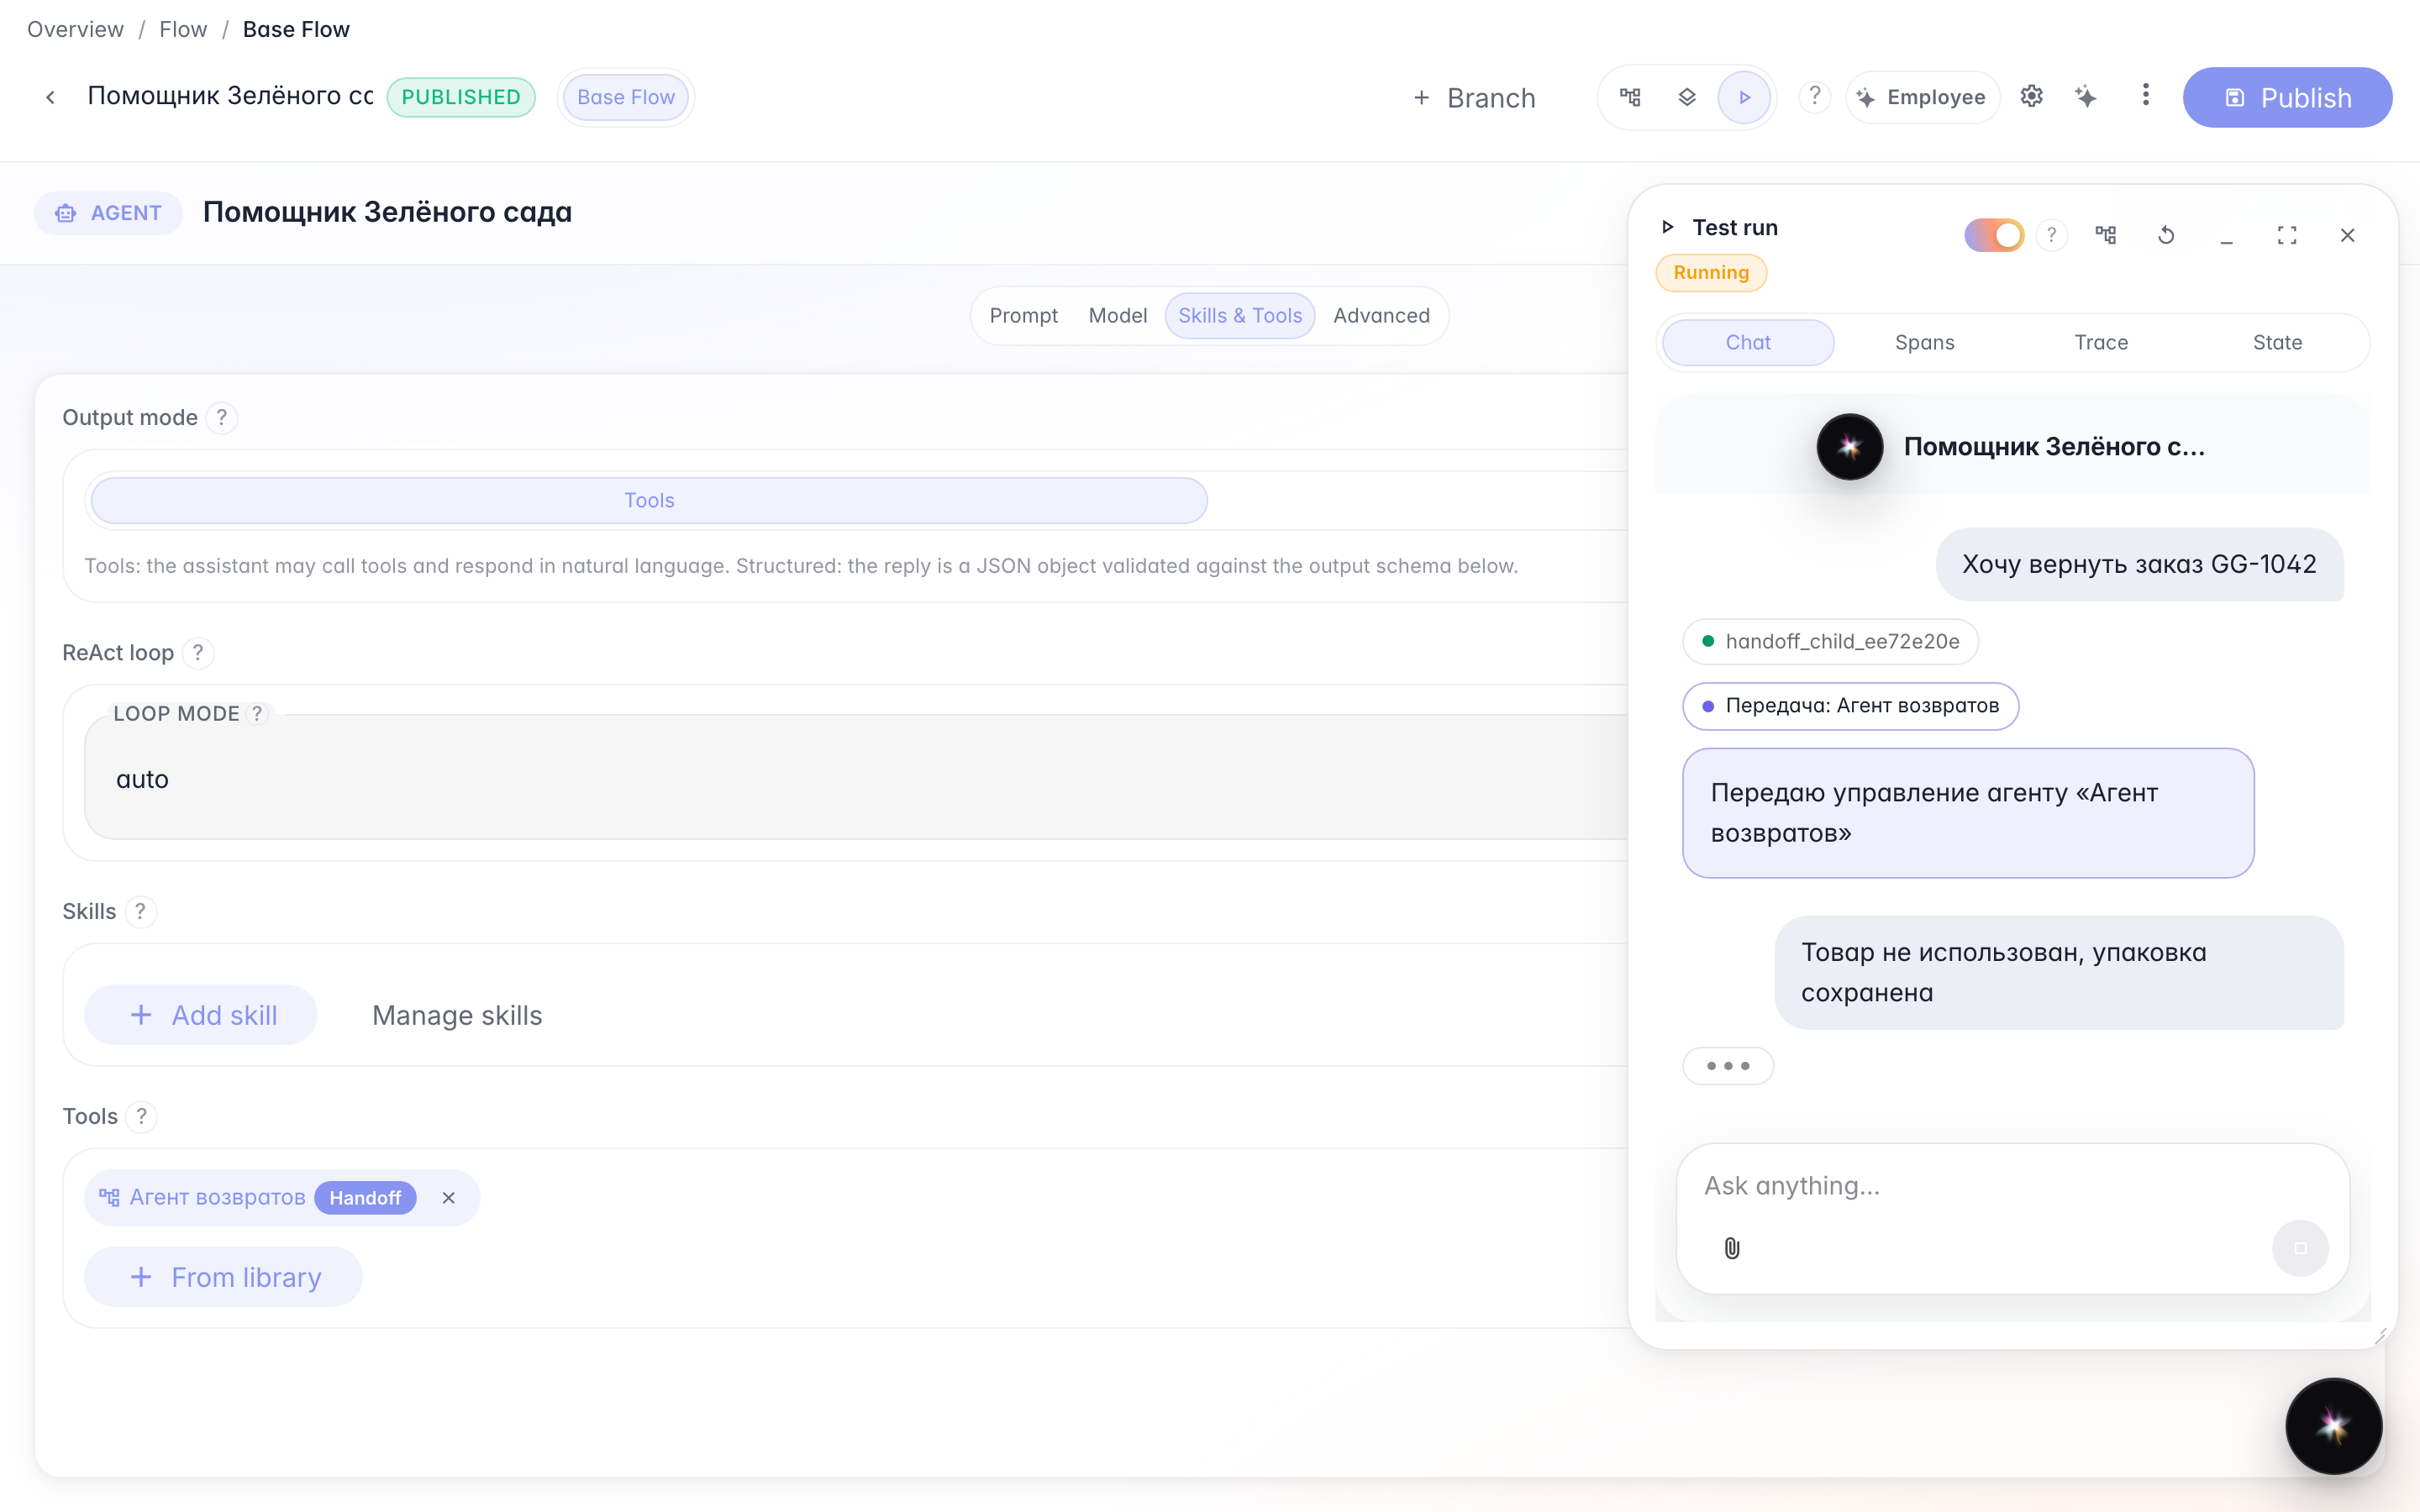 Overview / Flow / Base Flow
Помощник Зелёного сс
PUBLISHED
Base Flow
+ Branch
?
Employee
Publish
AGENT
Помощник Зелёного сада
Prompt
Model
Skills & Tools
Advanced
Output mode ?
Tools
Tools: the assistant may call tools and respond in natural language. Structured: the reply is a JSON object validated against the output schema below.
ReAct loop ?
LOOP MODE ?
auto
Skills ?
+ Add skill
Manage skills
Tools ?
Агент возвратов
Handoff
+ From library
Test run
?
Running
Chat
Spans
Trace
State
Помощник Зелёного с...
Хочу вернуть заказ GG-1042
handoff_child_ee72e20e
Передача: Агент возвратов
Передаю управление агенту «Агент
возвратов»
Товар не использован, упаковка
сохранена
Ask anything...